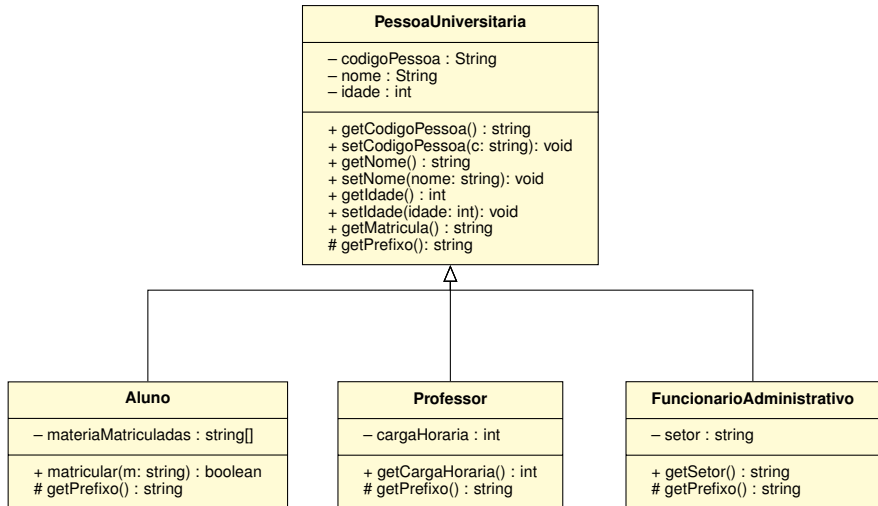 PessoaUniversitaria
– codigoPessoa : String
– nome : String
– idade : int
+ getCodigoPessoa() : string
+ setCodigoPessoa(c: string): void
+ getNome() : string
+ setNome(nome: string): void
+ getIdade() : int
+ setIdade(idade: int): void
+ getMatricula() : string
# getPrefixo(): string
Aluno
– materiaMatriculadas : string[]
+ matricular(m: string) : boolean
# getPrefixo() : string
Professor
– cargaHoraria : int
+ getCargaHoraria() : int
# getPrefixo() : string
FuncionarioAdministrativo
– setor : string
+ getSetor() : string
# getPrefixo() : string